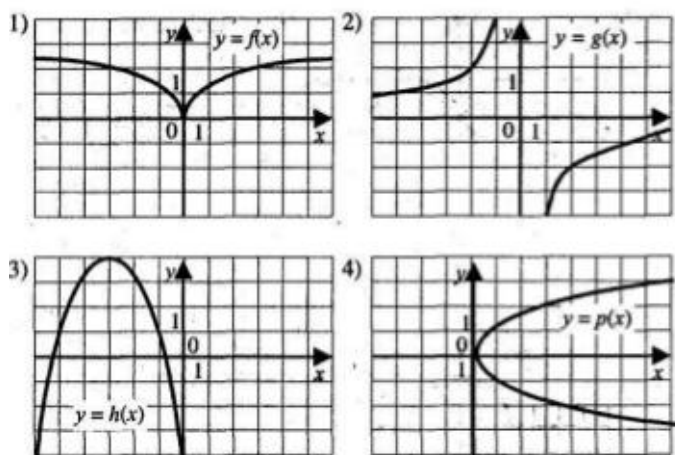 1)
y
y = f(x)
1
0
1
x
2)
y
y = g(x)
1
0
1
x
3)
y
1
0
1
y = h(x)
x
4)
y
1
0
1
y = p(x)
x